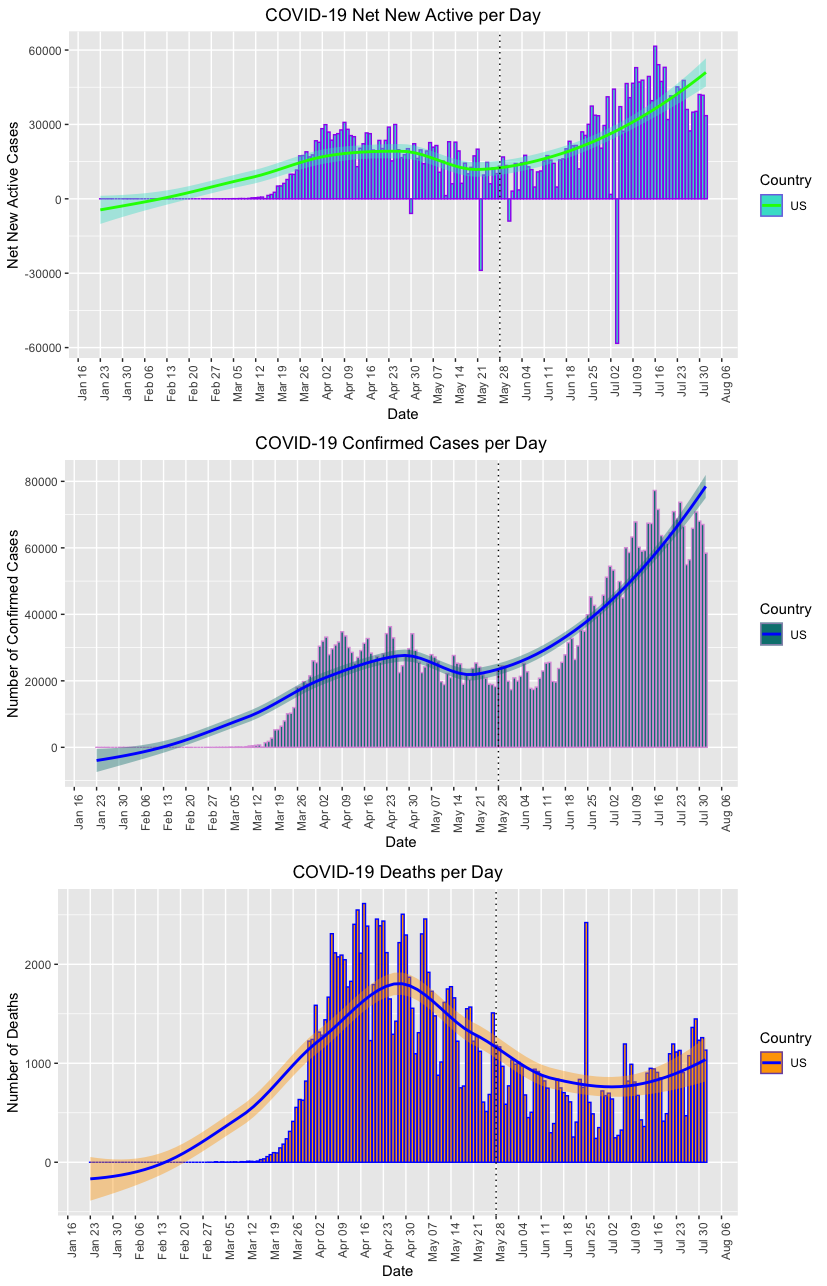 COVID-19 Net New Active per Day
60000
30000
0
-30000
-60000
Net New Active Cases
Jan 16
Jan 23
Jan 30
Feb 06
Feb 13
Feb 20
Feb 27
Mar 05
Mar 12
Mar 19
Mar 26
Apr 02
Apr 09
Apr 16
Apr 23
Apr 30
May 07
May 14
May 21
May 28
Jun 04
Jun 11
Jun 18
Jun 25
Jul 02
Jul 09
Jul 16
Jul 23
Jul 30
Aug 06
Date
Country
US
COVID-19 Confirmed Cases per Day
80000
60000
40000
20000
0
Number of Confirmed Cases
Jan 16
Jan 23
Jan 30
Feb 06
Feb 13
Feb 20
Feb 27
Mar 05
Mar 12
Mar 19
Mar 26
Apr 02
Apr 09
Apr 16
Apr 23
Apr 30
May 07
May 14
May 21
May 28
Jun 04
Jun 11
Jun 18
Jun 25
Jul 02
Jul 09
Jul 16
Jul 23
Jul 30
Aug 06
Date
Country
US
COVID-19 Deaths per Day
2000
1000
0
Number of Deaths
Jan 16
Jan 23
Jan 30
Feb 06
Feb 13
Feb 20
Feb 27
Mar 05
Mar 12
Mar 19
Mar 26
Apr 02
Apr 09
Apr 16
Apr 23
Apr 30
May 07
May 14
May 21
May 28
Jun 04
Jun 11
Jun 18
Jun 25
Jul 02
Jul 09
Jul 16
Jul 23
Jul 30
Aug 06
Date
Country
US